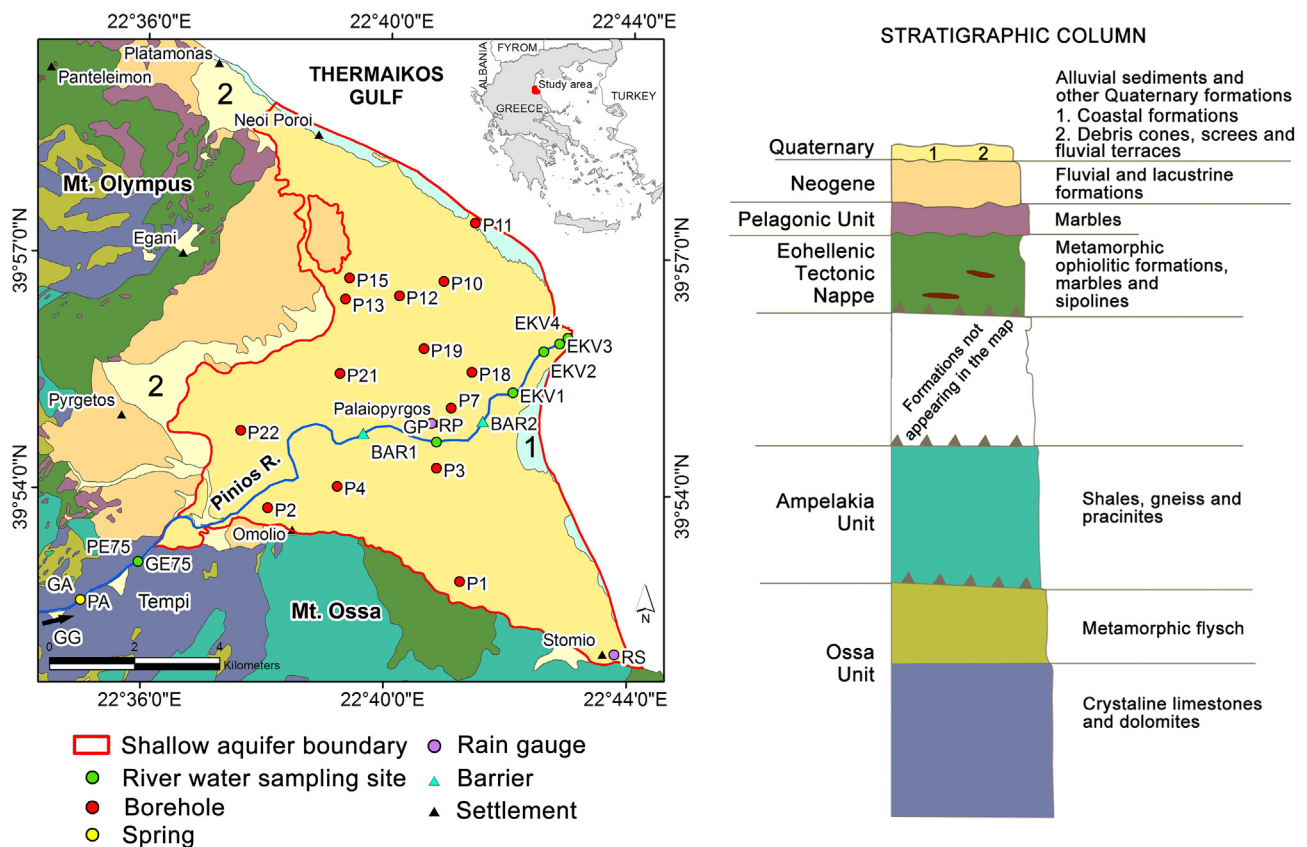 22°36'0"E
22°40'0"E
22°44'0"E
Platamonas
Panteleimon
2
THERMAIKOS
GULF
Neoi Poroi
FYROM
ALBANIA
Study area
GREECE
TURKEY
Mt. Olympus
Egani
P11
39°57'0"N
39°57'0"N
P15
P10
P13
P12
EKV4
EKV3
P19
EKV2
P21
P18
2
EKV1
Pyrgetos
Palaiopyrgos
P7
GP
RP
BAR2
P22
BAR1
1
Pinios R.
P3
39°54'0"N
39°54'0"N
P4
P2
Omolio
PE75
GE75
GA
PA
Tempi
P1
Mt. Ossa
N
GG
Stomio
RS
0 2 4
Kilometers
22°36'0"E
22°40'0"E
22°44'0"E
Shallow aquifer boundary
River water sampling site
Borehole
Spring
Rain gauge
Barrier
Settlement
STRATIGRAPHIC COLUMN
Quaternary
1 2
Alluvial sediments and
other Quaternary formations
1. Coastal formations
2. Debris cones, screes and
fluvial terraces
Neogene
Fluvial and lacustrine
formations
Pelagonic Unit
Marbles
Eohellenic
Tectonic
Nappe
Metamorphic
ophiolitic formations,
marbles and
sipolines
Formations not
appearing in the map
Ampelakia
Unit
Shales, gneiss and
pracinites
Ossa
Unit
Metamorphic flysch
Crystaline limestones
and dolomites